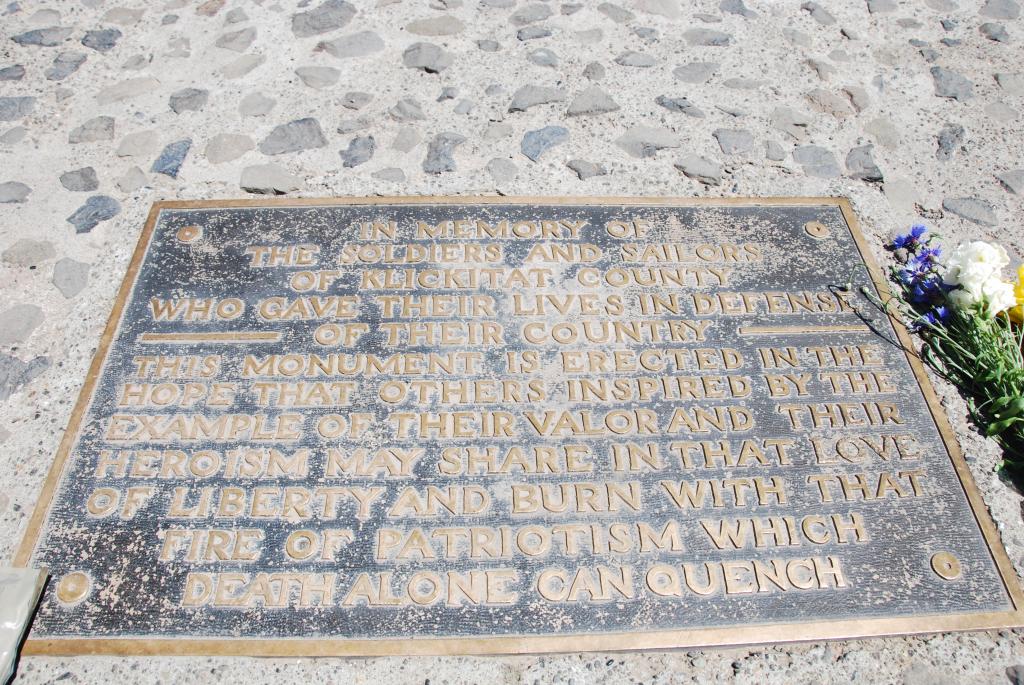 IN MEMORY OF
THE SOLDIERS AND SAILORS
OF KLICKITAT COUNTY
WHO GAVE THEIR LIVES IN DEFENSE
OF THEIR COUNTRY
THIS MONUMENT IS ERECTED IN THE
HOPE THAT OTHERS INSPIRED BY THE
EXAMPLE OF THEIR VALOR AND THEIR
HEROISM MAY SHARE IN THAT LOVE
OF LIBERTY AND BURN WITH THAT
FIRE OF PATRIOTISM WHICH
DEATH ALONE CAN QUENCH